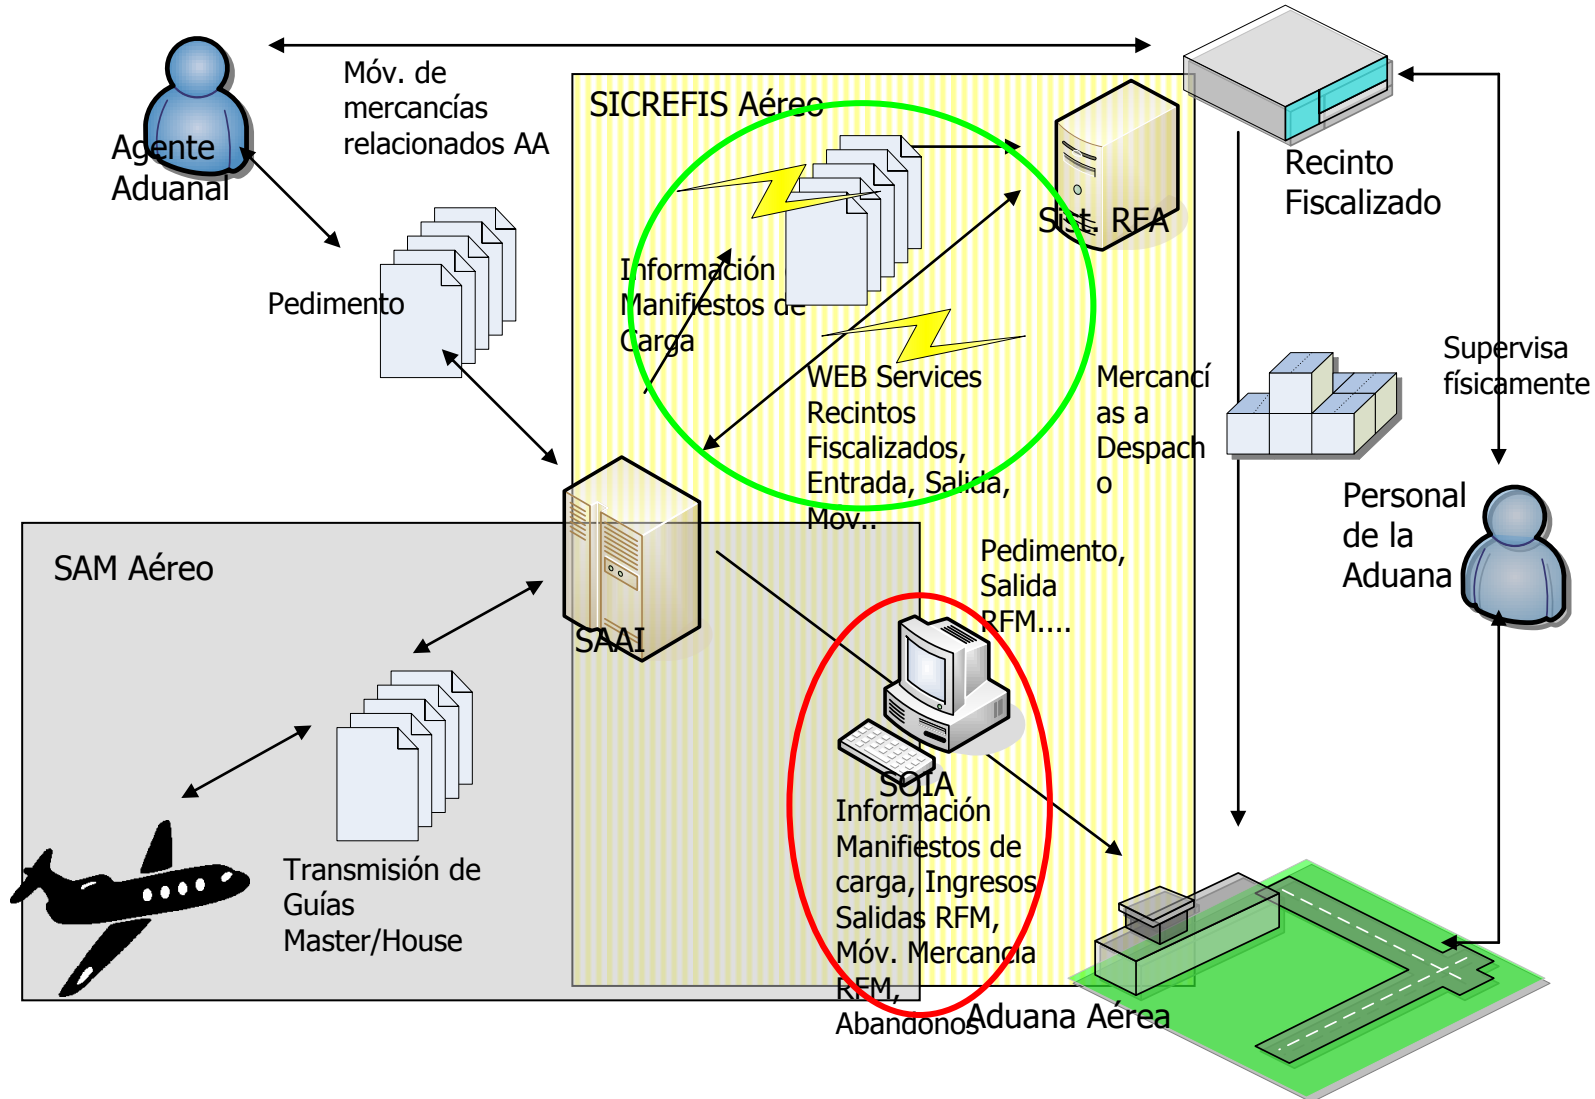 Móv. de
mercancías
relacionados AA
Agente
Aduanal
SICREFIS Aéreo
Recinto
Fiscalizado
Sist. RFA
Pedimento
Información
Manifiestos de
Carga
WEB Services
Recintos
Fiscalizados,
Entrada, Salida,
Mov..
Mercancí
as a
Despach
o
Supervisa
físicamente
Personal
de la
Aduana
SAM Aéreo
Pedimento,
Salida
RFM....
SAAI
SOIA
Información
Manifiestos de
carga, Ingresos
Salidas RFM,
Móv. Mercancia
RFM,
Abandonos
Transmisión de
Guías
Master/House
Aduana Aérea